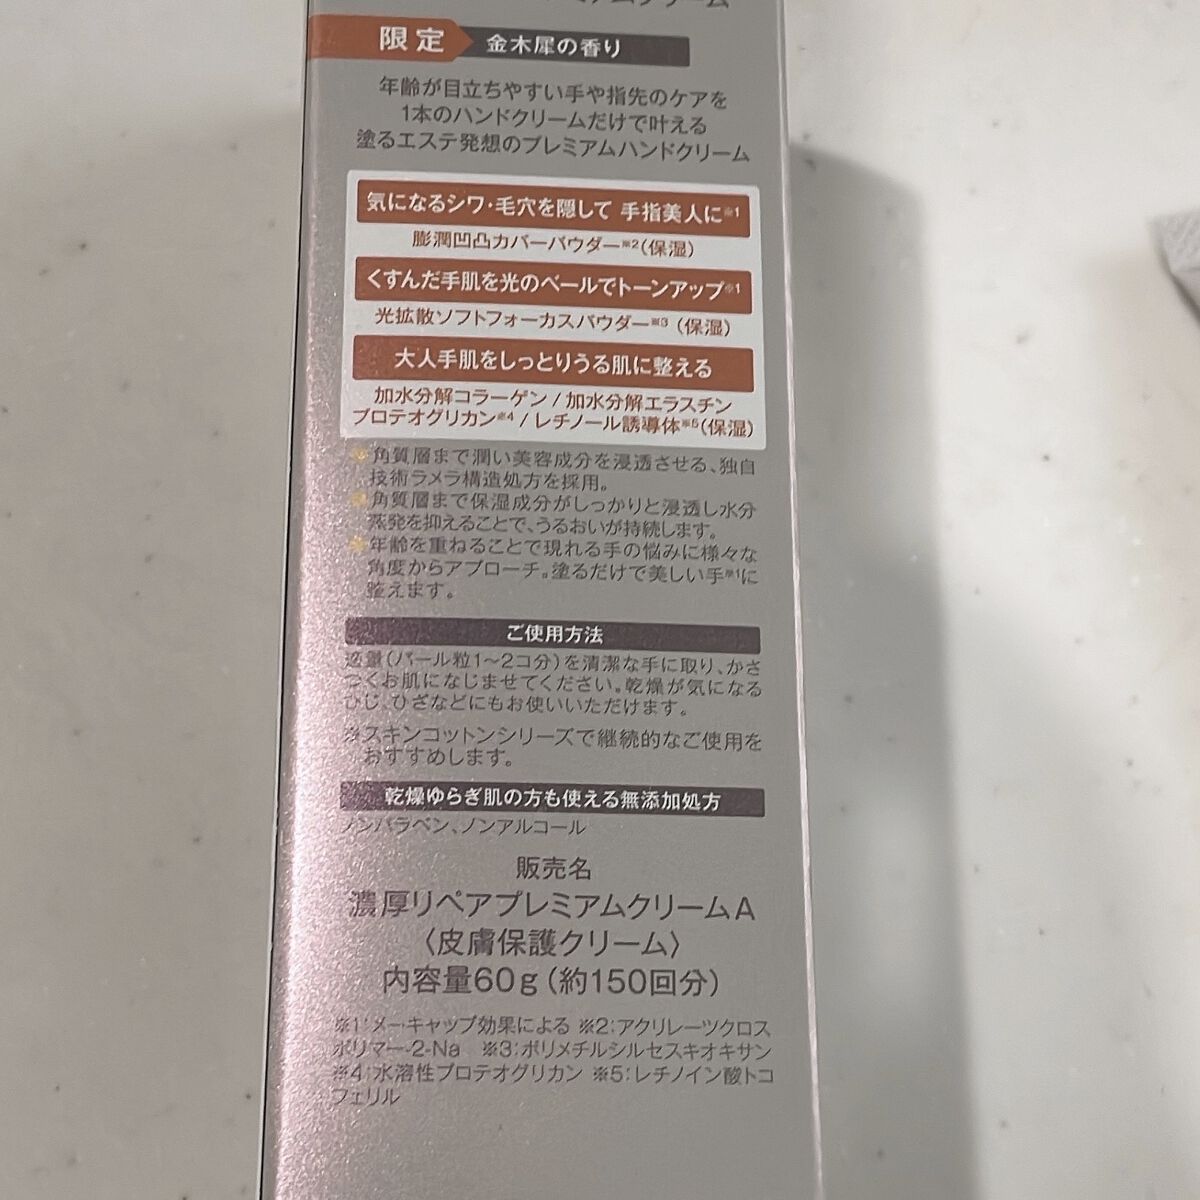 ミアムクリーム
限定 金木犀の香り
年齢が目立ちやすい手や指先のケアを
1本のハンドクリームだけで叶える
塗るエステ発想のプレミアムハンドクリーム
気になるシワ・毛穴を隠して 手指美人に※1
膨潤凹凸カバーパウダー※2(保湿)
くすんだ手肌を光のベールでトーンアップ※1
光拡散ソフトフォーカスパウダー※3(保湿)
大人手肌をしっとりうる肌に整える
加水分解コラーゲン / 加水分解エラスチン
プロテオグリカン※4 / レチノール誘導体※5(保湿)
角質層まで潤い美容成分を浸透させる、独自
技術ラメラ構造処方を採用。
角質層まで保湿成分がしっかりと浸透し水分
蒸発を抑えることで、うるおいが持続します。
年齢を重ねることで現れる手の悩みに様々な
角度からアプローチ。塗るだけで美しい手※1に
整えます。
ご使用方法
適量(パール粒1〜2コ分)を清潔な手に取り、かさ
つくお肌になじませてください。乾燥が気になる
ひじ、ひざなどにもお使いいただけます。
※スキンコットンシリーズで継続的なご使用を
おすすめします。
乾燥ゆらぎ肌の方も使える無添加処方
ノンパラベン、ノンアルコール
販売名
濃厚リペアプレミアムクリームA
〈皮膚保護クリーム〉
内容量60g(約150回分)
※1:メーキャップ効果による ※2:アクリレーツクロス
ポリマー-2-Na ※3:ポリメチルシルセスキオキサン
※4:水溶性プロテオグリカン ※5:レチノイン酸トコ
フェリル